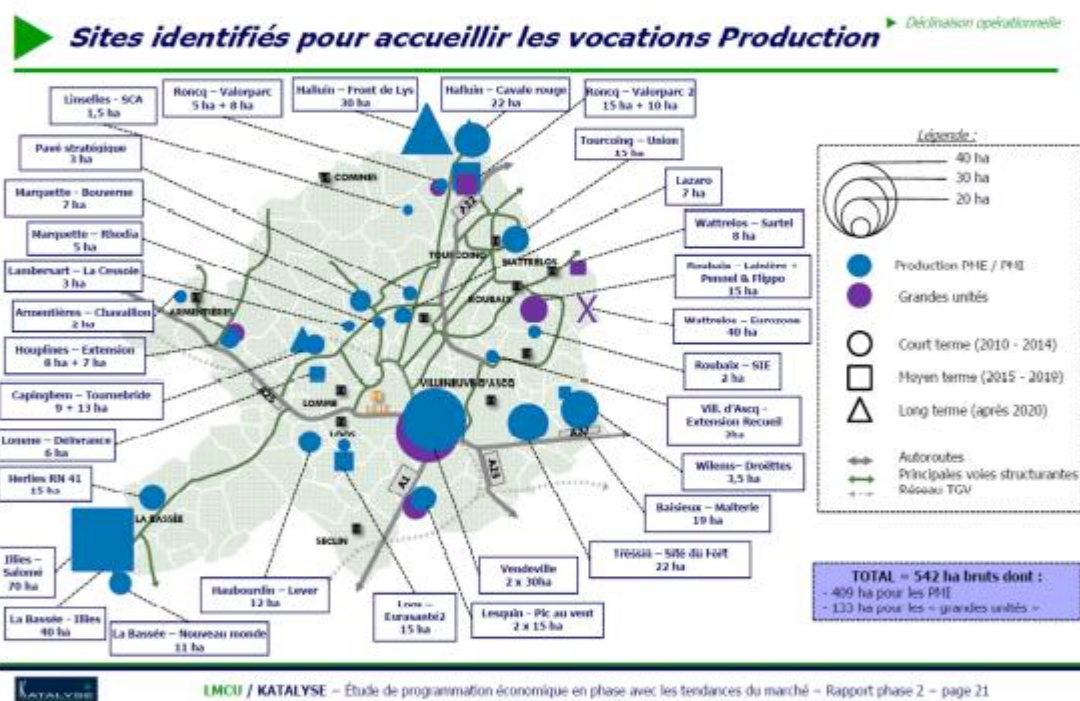 Sites identifiés pour accueillir les vocations Production
Déclinaison opérationnelle
Linselles - SCA
1,5 ha
Roncq – Valorparc
5 ha + 8 ha
Halluin – Front de Lys
30 ha
Halluin – Cavale rouge
22 ha
Roncq – Valorparc 2
15 ha + 10 ha
Pavé stratégique
3 ha
Tourcoing – Union
15 ha
Marquette - Bouverne
7 ha
Lazaro
7 ha
Marquette – Rhodia
5 ha
Wattrelos – Sartel
8 ha
Lambersart – La Cessoie
3 ha
Roubaix – Lainière +
Pennel & Flippo
15 ha
Armentières – Chavaillon
2 ha
Wattrelos – Eurozone
40 ha
Houplines – Extension
8 ha + 7 ha
Roubaix – SIE
2 ha
Capinghem – Tournebride
9 + 13 ha
Vill. d'Ascq -
Extension Recueil
2ha
Lomme – Délivrance
6 ha
Willems– Droëttes
3,5 ha
Herlies RN 41
15 ha
Baisieux – Malterie
19 ha
Illies –
Salomé
70 ha
Tressin – Site du Fort
22 ha
Haubourdin – Lever
12 ha
Vendeville
2 x 30ha
La Bassée - Illies
40 ha
Loos –
Eurasanté2
15 ha
Lesquin - Pic au vent
2 x 15 ha
La Bassée – Nouveau monde
11 ha
COMINES
A22
TOURCOING
WATTRELOS
ROUBAIX
ARMENTIÈRES
A25
VILLENEUVE D'ASCQ
LOMME
LOOS
A27
A1
A23
LA BASSÉE
SECLIN
Légende :
40 ha
30 ha
20 ha
Production PME / PMI
Grandes unités
Court terme (2010 - 2014)
Moyen terme (2015 - 2019)
Long terme (après 2020)
Autoroutes
Principales voies structurantes
Réseau TGV
TOTAL = 542 ha bruts dont :
- 409 ha pour les PMI
- 133 ha pour les « grandes unités »
KATALYSE
LMCU / KATALYSE – Étude de programmation économique en phase avec les tendances du marché – Rapport phase 2 – page 21